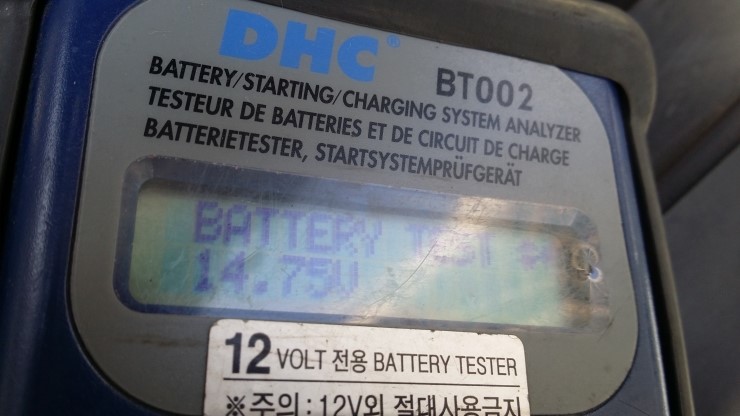 DHC® BT002
BATTERY/STARTING/CHARGING SYSTEM ANALYZER
TESTEUR DE BATTERIES ET DE CIRCUIT DE CHARGE
BATTERIETESTER, STARTSYSTEMPRÜFGERÄT
BATTERY TEST
14.75V
12 VOLT 전용 BATTERY TESTER
※주의: 12V외 절대사용금지